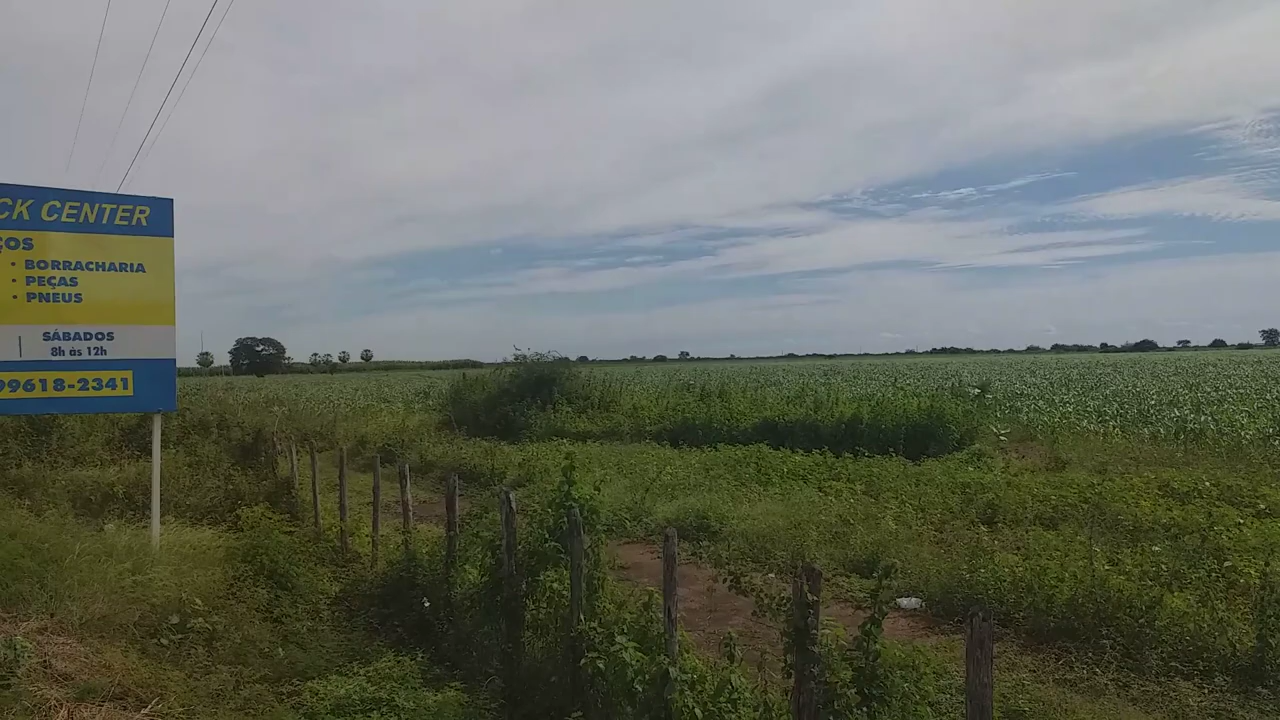 CK CENTER
ÇOS
• BORRACHARIA
• PEÇAS
• PNEUS
SÁBADOS
8h às 12h
99618-2341